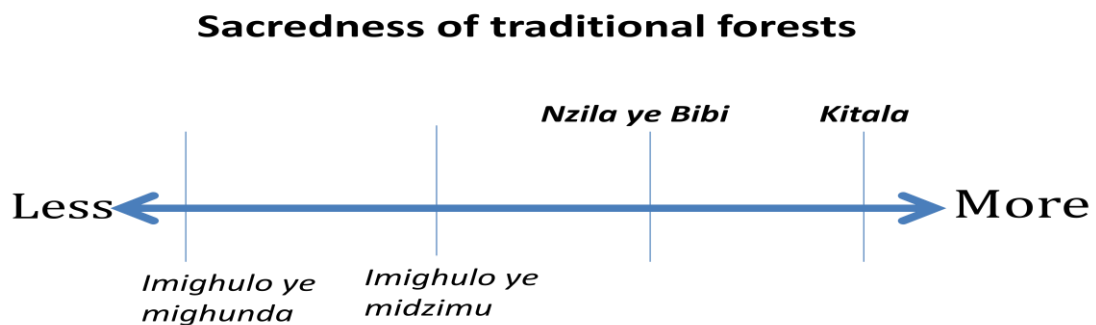 Sacredness of traditional forests
Nzila ye Bibi
Kitala
Less
More
Imighulo ye
mighunda
Imighulo ye
midzimu